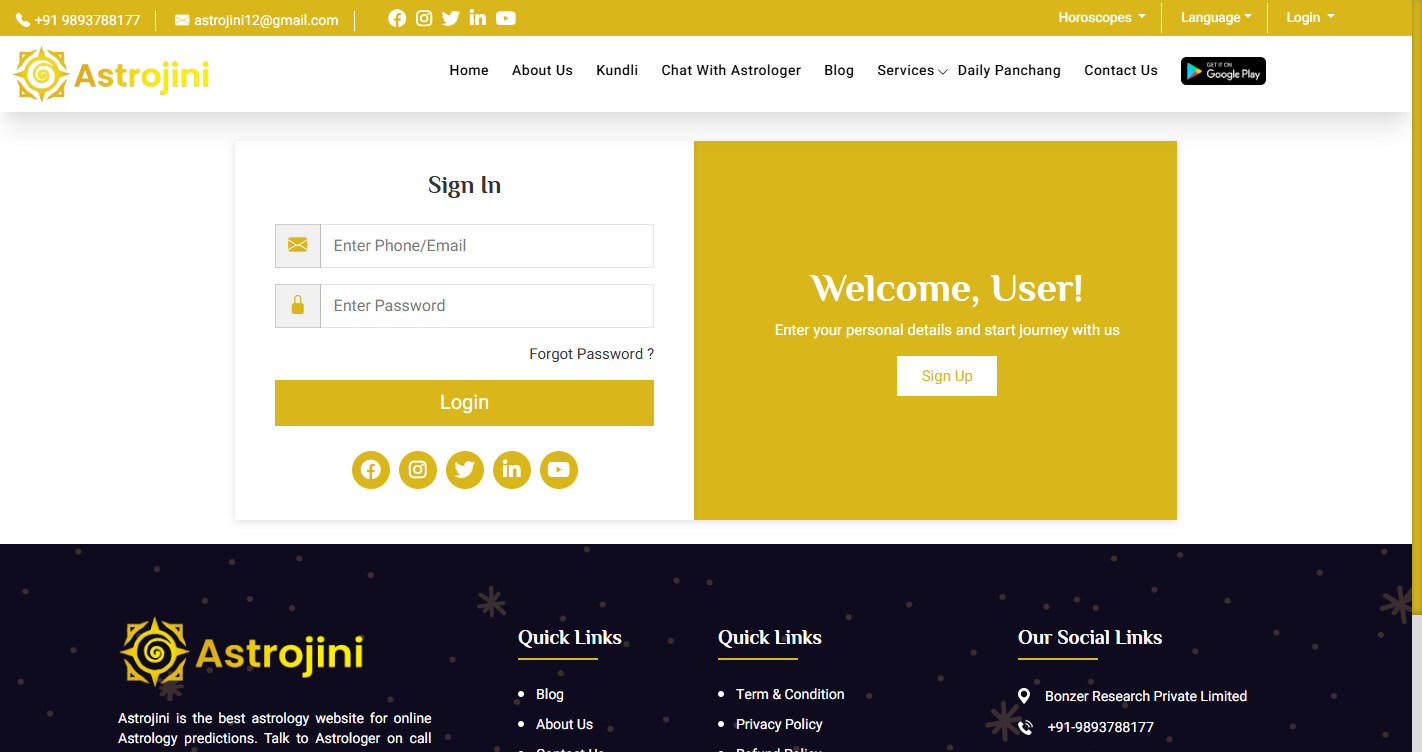 +91 9893788177 astrojini12@gmail.com Horoscopes Language Login
Astrojini Home About Us Kundli Chat With Astrologer Blog Services Daily Panchang Contact Us GET IT ON Google Play
Sign In
Enter Phone/Email
Enter Password
Forgot Password ?
Login
Welcome, User!
Enter your personal details and start journey with us
Sign Up
Astrojini
Astrojini is the best astrology website for online
Astrology predictions. Talk to Astrologer on call
Quick Links
Blog
About Us
Contact Us
Quick Links
Term & Condition
Privacy Policy
Refund Policy
Our Social Links
Bonzer Research Private Limited
+91-9893788177